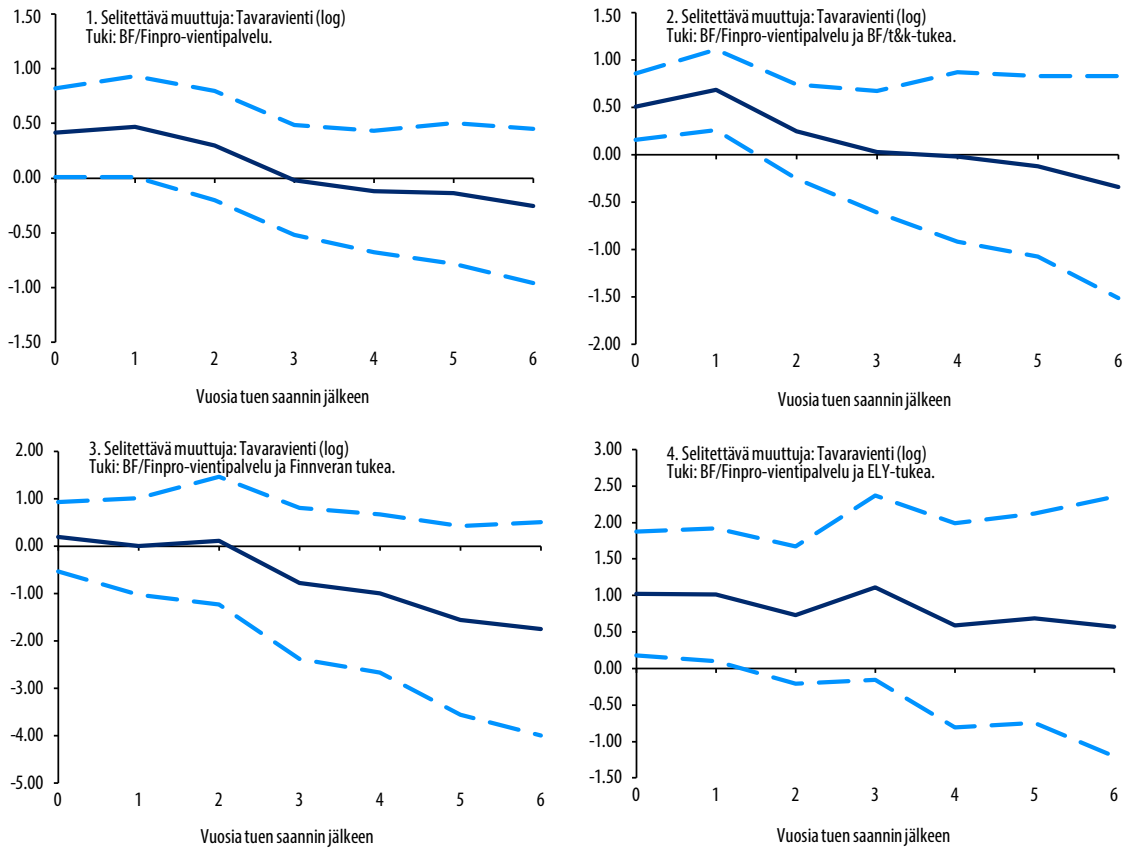 1. Selitettävä muuttuja: Tavaravienti (log)
Tuki: BF/Finpro-vientipalvelu.
1.50
1.00
0.50
0.00
-0.50
-1.00
-1.50
0 1 2 3 4 5 6
Vuosia tuen saannin jälkeen
2. Selitettävä muuttuja: Tavaravienti (log)
Tuki: BF/Finpro-vientipalvelu ja BF/t&k-tukea.
1.50
1.00
0.50
0.00
-0.50
-1.00
-1.50
-2.00
0 1 2 3 4 5 6
Vuosia tuen saannin jälkeen
3. Selitettävä muuttuja: Tavaravienti (log)
Tuki: BF/Finpro-vientipalvelu ja Finnveran tukea.
2.00
1.00
0.00
-1.00
-2.00
-3.00
-4.00
-5.00
0 1 2 3 4 5 6
Vuosia tuen saannin jälkeen
4. Selitettävä muuttuja: Tavaravienti (log)
Tuki: BF/Finpro-vientipalvelu ja ELY-tukea.
3.00
2.50
2.00
1.50
1.00
0.50
0.00
-0.50
-1.00
-1.50
0 1 2 3 4 5 6
Vuosia tuen saannin jälkeen